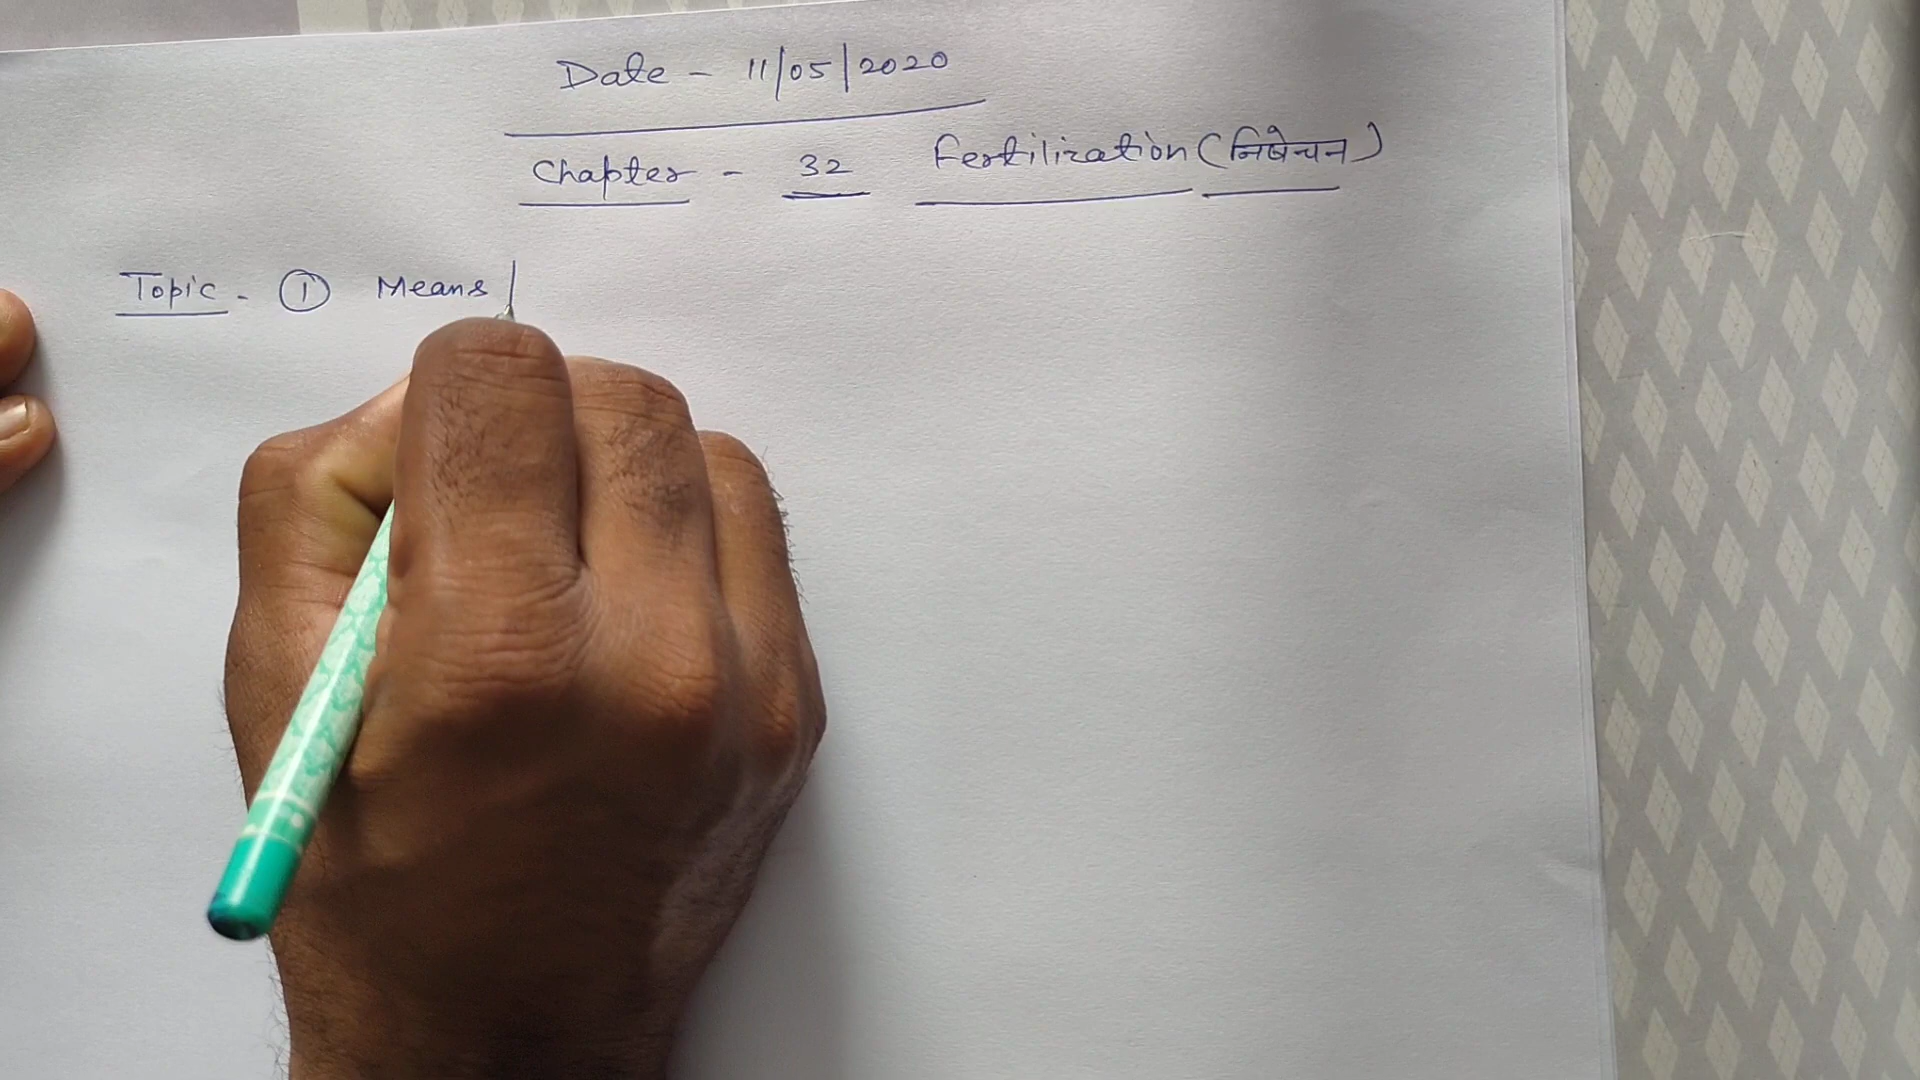 Date - 11/05/2020
Chapter - 32 Fertilization (निषेचन)
Topic - ① Means |